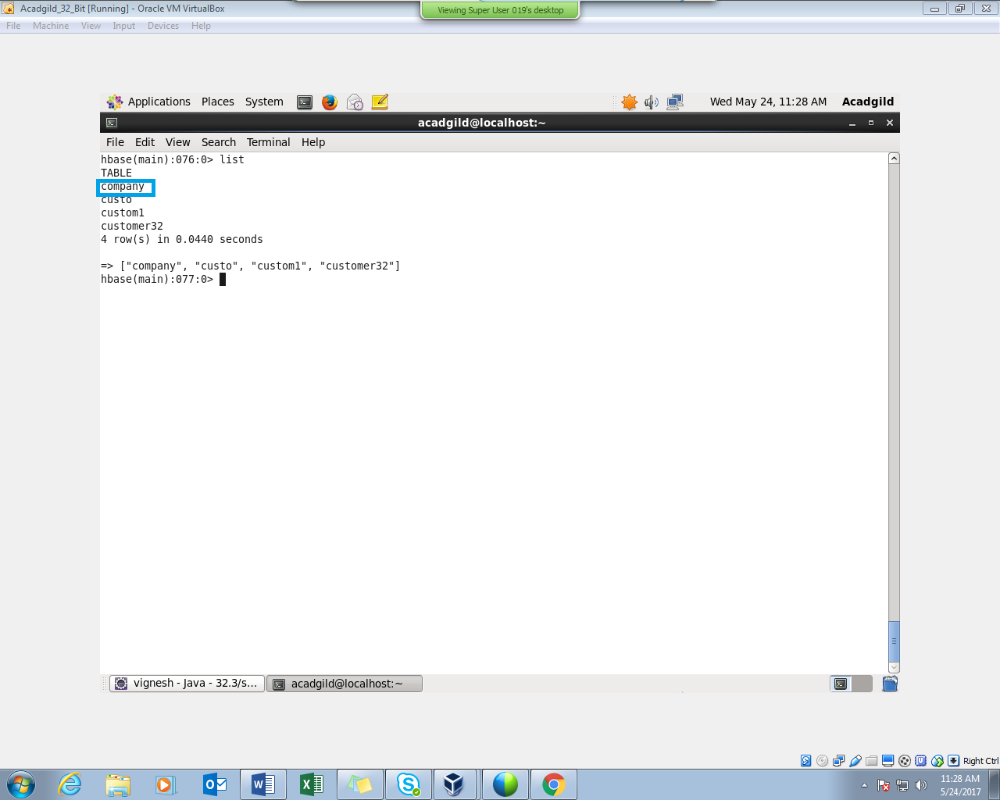 Acadgild_32_Bit [Running] - Oracle VM VirtualBox
Viewing Super User 019's desktop
File Machine View Input Devices Help
Applications Places System
Wed May 24, 11:28 AM Acadgild
acadgild@localhost:~
File Edit View Search Terminal Help
hbase(main):076:0> list
TABLE
company
custo
custom1
customer32
4 row(s) in 0.0440 seconds
=> ["company", "custo", "custom1", "customer32"]
hbase(main):077:0>
vignesh - Java - 32.3/s...
acadgild@localhost:~
Right Ctrl
11:28 AM
5/24/2017